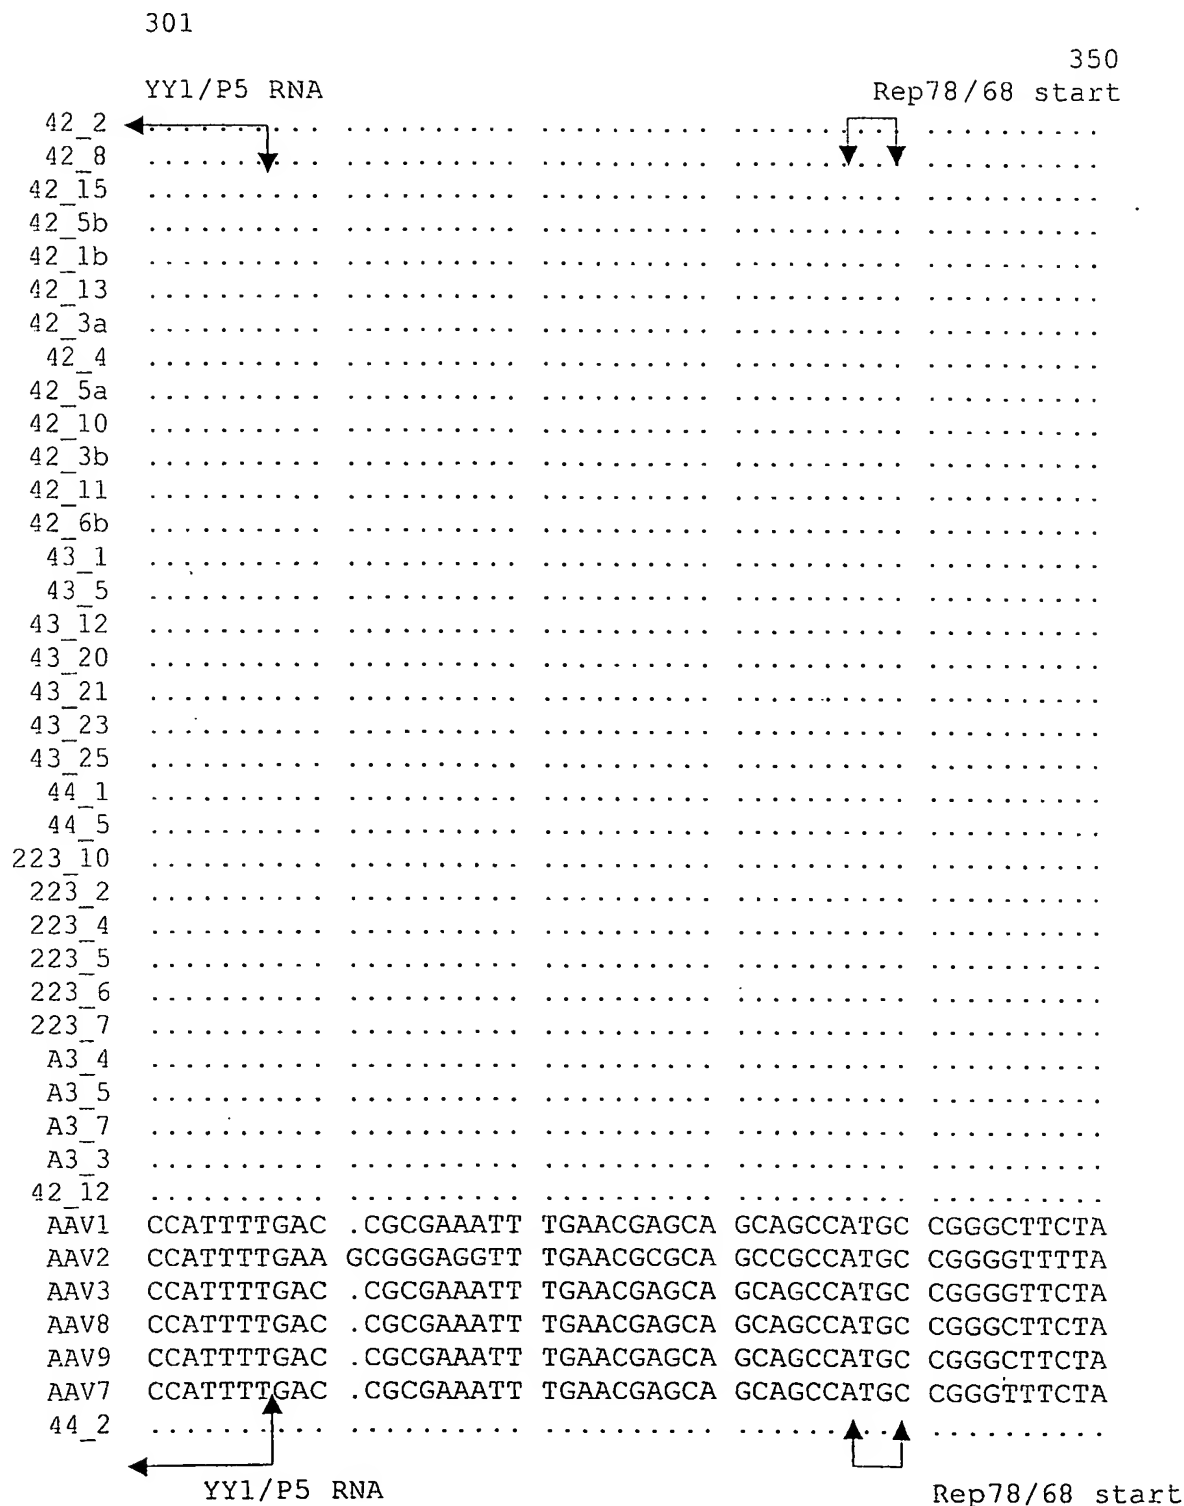 301
350
YY1/P5 RNA Rep78/68 start
42_2 .......... .......... .......... .......... ..........
42_8 .......... .......... .......... .......... ..........
42_15 .......... .......... .......... .......... ..........
42_5b .......... .......... .......... .......... ..........
42_1b .......... .......... .......... .......... ..........
42_13 .......... .......... .......... .......... ..........
42_3a .......... .......... .......... .......... ..........
42_4 .......... .......... .......... .......... ..........
42_5a .......... .......... .......... .......... ..........
42_10 .......... .......... .......... .......... ..........
42_3b .......... .......... .......... .......... ..........
42_11 .......... .......... .......... .......... ..........
42_6b .......... .......... .......... .......... ..........
43_1 .......... .......... .......... .......... ..........
43_5 .......... .......... .......... .......... ..........
43_12 .......... .......... .......... .......... ..........
43_20 .......... .......... .......... .......... ..........
43_21 .......... .......... .......... .......... ..........
43_23 .......... .......... .......... .......... ..........
43_25 .......... .......... .......... .......... ..........
44_1 .......... .......... .......... .......... ..........
44_5 .......... .......... .......... .......... ..........
223_10 .......... .......... .......... .......... ..........
223_2 .......... .......... .......... .......... ..........
223_4 .......... .......... .......... .......... ..........
223_5 .......... .......... .......... .......... ..........
223_6 .......... .......... .......... .......... ..........
223_7 .......... .......... .......... .......... ..........
A3_4 .......... .......... .......... .......... ..........
A3_5 .......... .......... .......... .......... ..........
A3_7 .......... .......... .......... .......... ..........
A3_3 .......... .......... .......... .......... ..........
42_12 .......... .......... .......... .......... ..........
AAV1 CCATTTTGAC .CGCGAAATT TGAACGAGCA GCAGCCATGC CGGGCTTCTA
AAV2 CCATTTTGAA GCGGGAGGTT TGAACGCGCA GCCGCCATGC CGGGGTTTTA
AAV3 CCATTTTGAC .CGCGAAATT TGAACGAGCA GCAGCCATGC CGGGGTTCTA
AAV8 CCATTTTGAC .CGCGAAATT TGAACGAGCA GCAGCCATGC CGGGCTTCTA
AAV9 CCATTTTGAC .CGCGAAATT TGAACGAGCA GCAGCCATGC CGGGCTTCTA
AAV7 CCATTTTGAC .CGCGAAATT TGAACGAGCA GCAGCCATGC CGGGTTTCTA
44_2 .......... .......... .......... .......... ..........
YY1/P5 RNA Rep78/68 start